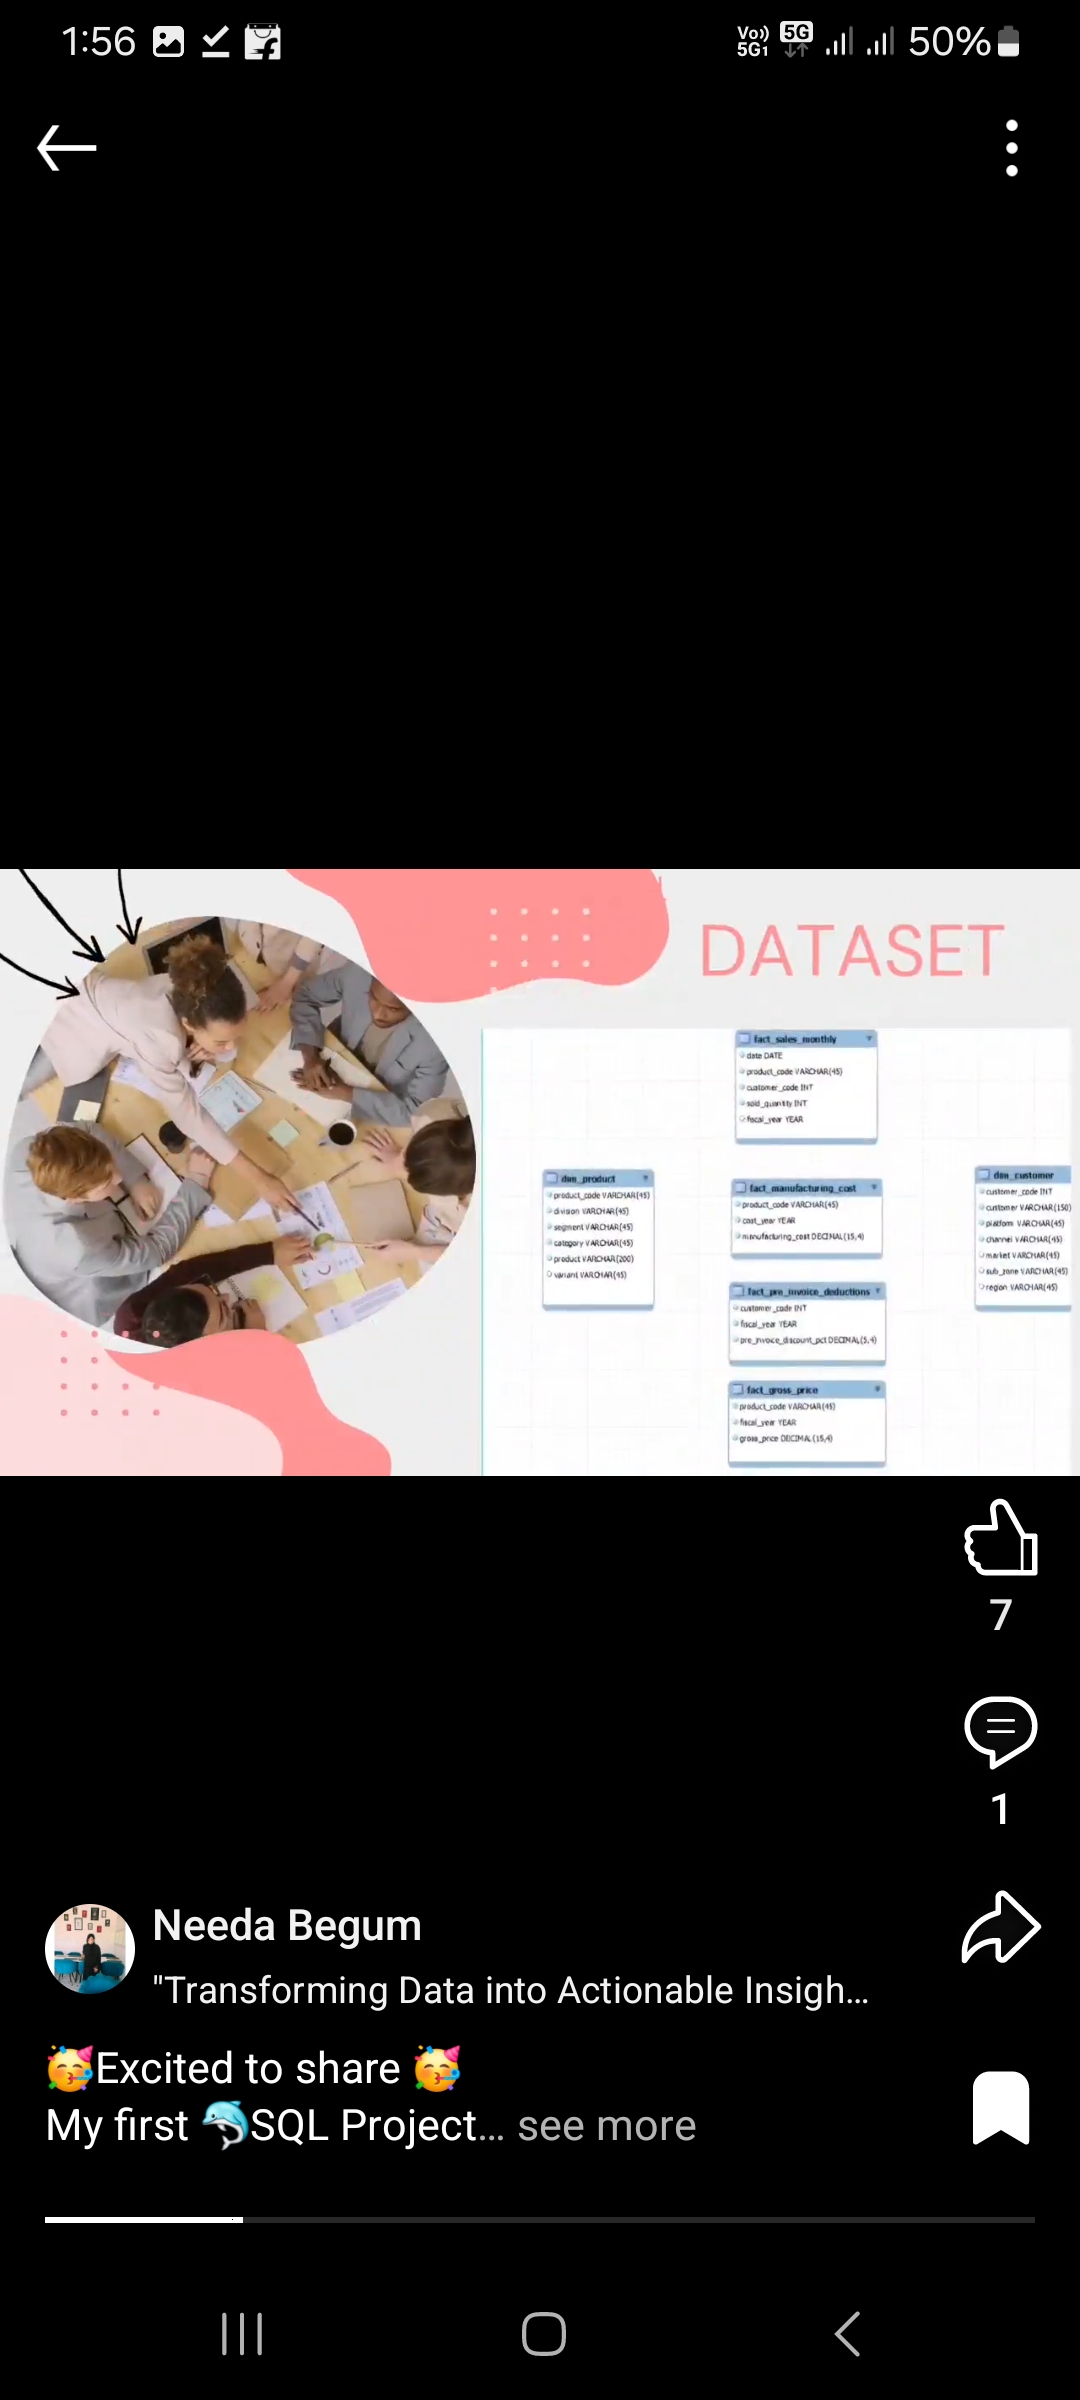 1:56
Vo))
5G1
5G
50%
DATASET
fact_sales_monthly
date DATE
product_code VARCHAR(45)
customer_code INT
sold_quantity INT
fiscal_year YEAR
dim_product
product_code VARCHAR(45)
division VARCHAR(45)
segment VARCHAR(45)
category VARCHAR(45)
product VARCHAR(200)
variant VARCHAR(45)
fact_manufacturing_cost
product_code VARCHAR(45)
cost_year YEAR
manufacturing_cost DECIMAL(15,4)
dim_customer
customer_code INT
customer VARCHAR(150)
platform VARCHAR(45)
channel VARCHAR(45)
market VARCHAR(45)
sub_zone VARCHAR(45)
region VARCHAR(45)
fact_pre_invoice_deductions
customer_code INT
fiscal_year YEAR
pre_invoice_discount_pct DECIMAL(5,4)
fact_gross_price
product_code VARCHAR(45)
fiscal_year YEAR
gross_price DECIMAL(15,4)
7
1
Needa Begum
"Transforming Data into Actionable Insigh...
🥳Excited to share 🥳
My first 🐬SQL Project... see more